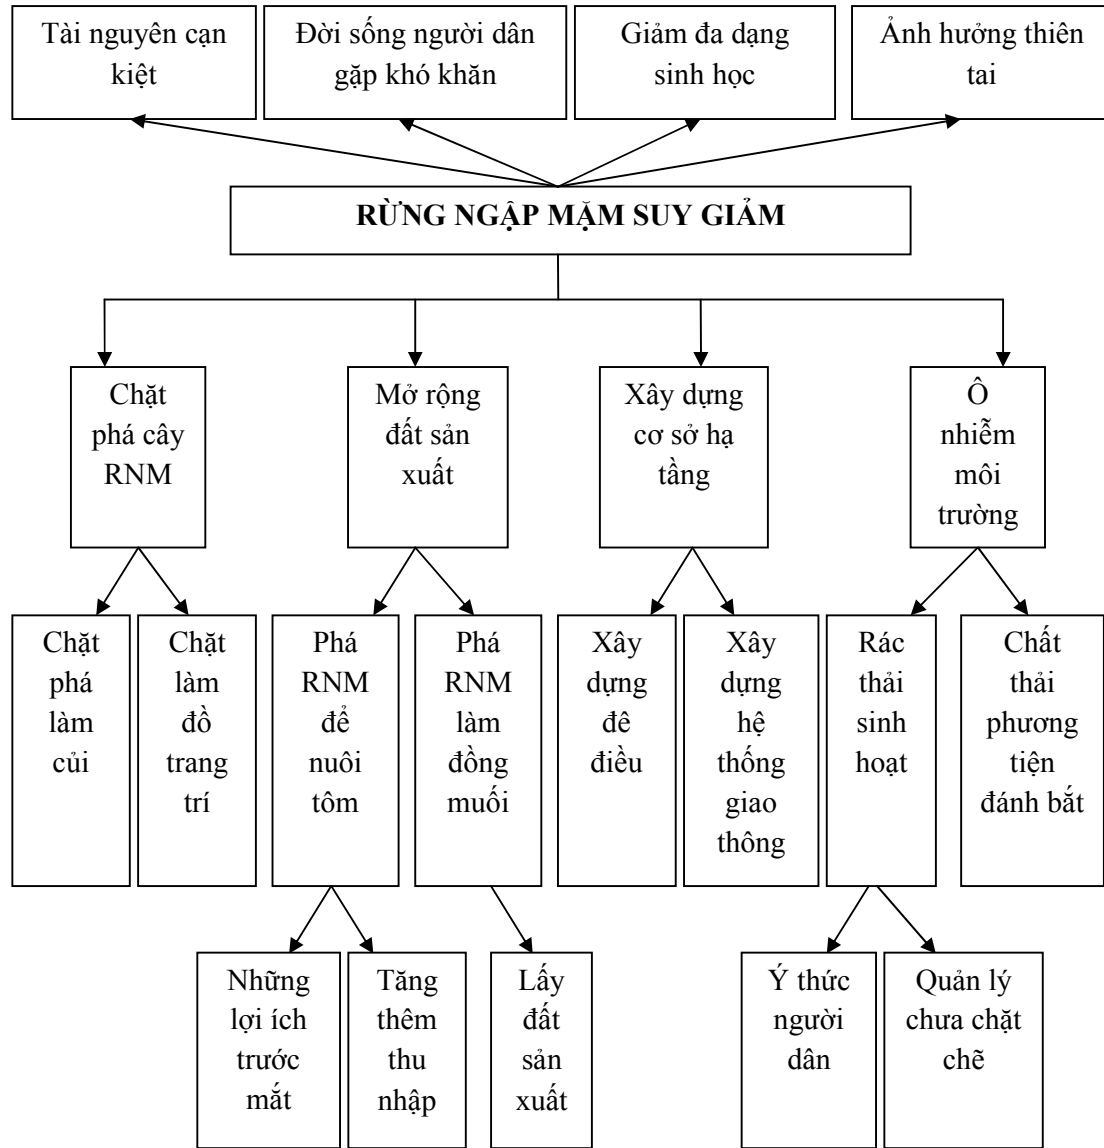 Tài nguyên cạn
kiệt
Đời sống người dân
gặp khó khăn
Giảm đa dạng
sinh học
Ảnh hưởng thiên
tai
RỪNG NGẬP MẶM SUY GIẢM
Chặt
phá cây
RNM
Mở rộng
đất sản
xuất
Xây dựng
cơ sở hạ
tầng
Ô
nhiễm
môi
trường
Chặt
phá
làm
củi
Chặt
làm
đồ
trang
trí
Phá
RNM
để
nuôi
tôm
Phá
RNM
làm
đồng
muối
Xây
dựng
đê
điều
Xây
dựng
hệ
thống
giao
thông
Rác
thải
sinh
hoạt
Chất
thải
phương
tiện
đánh bắt
Những
lợi ích
trước
mắt
Tăng
thêm
thu
nhập
Lấy
đất
sản
xuất
Ý thức
người
dân
Quản lý
chưa chặt
chẽ